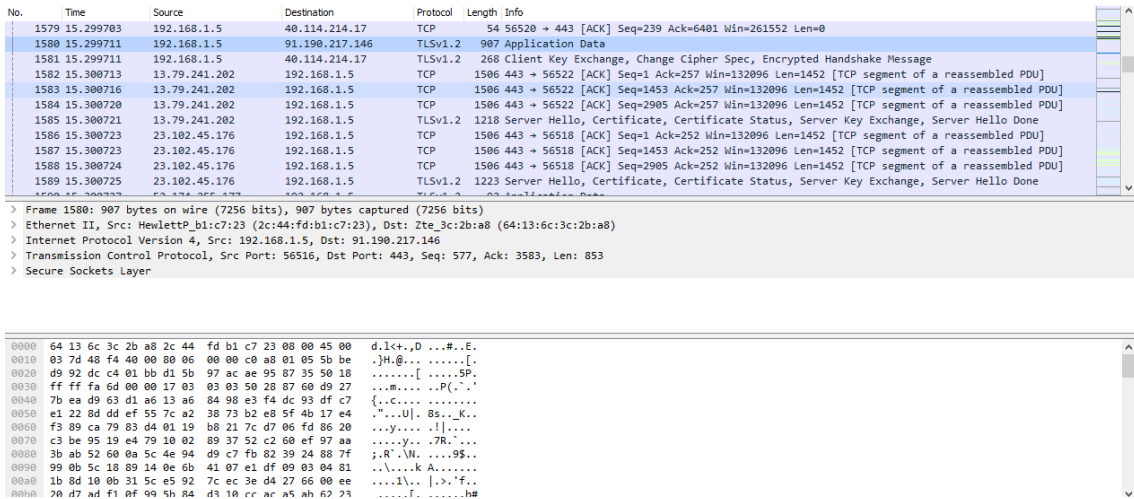 No. Time Source Destination Protocol Length Info
1579 15.299703 192.168.1.5 40.114.214.17 TCP 54 56520 → 443 [ACK] Seq=239 Ack=6401 Win=261552 Len=0
1580 15.299711 192.168.1.5 91.190.217.146 TLSv1.2 907 Application Data
1581 15.299711 192.168.1.5 40.114.214.17 TLSv1.2 268 Client Key Exchange, Change Cipher Spec, Encrypted Handshake Message
1582 15.300713 13.79.241.202 192.168.1.5 TCP 1506 443 → 56522 [ACK] Seq=1 Ack=257 Win=132096 Len=1452 [TCP segment of a reassembled PDU]
1583 15.300716 13.79.241.202 192.168.1.5 TCP 1506 443 → 56522 [ACK] Seq=1453 Ack=257 Win=132096 Len=1452 [TCP segment of a reassembled PDU]
1584 15.300720 13.79.241.202 192.168.1.5 TCP 1506 443 → 56522 [ACK] Seq=2905 Ack=257 Win=132096 Len=1452 [TCP segment of a reassembled PDU]
1585 15.300721 13.79.241.202 192.168.1.5 TLSv1.2 1218 Server Hello, Certificate, Certificate Status, Server Key Exchange, Server Hello Done
1586 15.300723 23.102.45.176 192.168.1.5 TCP 1506 443 → 56518 [ACK] Seq=1 Ack=252 Win=132096 Len=1452 [TCP segment of a reassembled PDU]
1587 15.300723 23.102.45.176 192.168.1.5 TCP 1506 443 → 56518 [ACK] Seq=1453 Ack=252 Win=132096 Len=1452 [TCP segment of a reassembled PDU]
1588 15.300724 23.102.45.176 192.168.1.5 TCP 1506 443 → 56518 [ACK] Seq=2905 Ack=252 Win=132096 Len=1452 [TCP segment of a reassembled PDU]
1589 15.300725 23.102.45.176 192.168.1.5 TLSv1.2 1223 Server Hello, Certificate, Certificate Status, Server Key Exchange, Server Hello Done
> Frame 1580: 907 bytes on wire (7256 bits), 907 bytes captured (7256 bits)
> Ethernet II, Src: HewlettP_b1:c7:23 (2c:44:fd:b1:c7:23), Dst: Zte_3c:2b:a8 (64:13:6c:3c:2b:a8)
> Internet Protocol Version 4, Src: 192.168.1.5, Dst: 91.190.217.146
> Transmission Control Protocol, Src Port: 56516, Dst Port: 443, Seq: 577, Ack: 3583, Len: 853
> Secure Sockets Layer
0000 64 13 6c 3c 2b a8 2c 44 fd b1 c7 23 08 00 45 00 d.l<+.,D ...#..E.
0010 03 7d 48 f4 40 00 80 06 00 00 c0 a8 01 05 5b be .}H.@... ......[.
0020 d9 92 dc c4 01 bb d1 5b 97 ac ae 95 87 35 50 18 .......[ .....5P.
0030 ff ff fa 6d 00 00 17 03 03 03 50 28 87 60 d9 27 ...m.... ..P(.`.'
0040 7b ea d9 63 d1 a6 13 a6 84 98 e3 f4 dc 93 df c7 {..c.... ........
0050 e1 22 8d dd ef 55 7c a2 38 73 b2 e8 5f 4b 17 e4 ."...U|. 8s.._K..
0060 f3 89 ca 79 83 d4 01 19 b8 21 7c d7 06 fd 86 20 ...y.... .!|....
0070 c3 be 95 19 e4 79 10 02 89 37 52 c2 60 ef 97 aa .....y.. .7R.`...
0080 3b ab 52 60 0a 5c 4e 94 d9 c7 fb 82 39 24 88 7f ;.R`.\N. ....9$..
0090 99 0b 5c 18 89 14 0e 6b 41 07 e1 df 09 03 04 81 ..\....k A.......
00a0 1b 8d 10 0b 31 5c e5 92 7c ec 3e d4 27 66 00 ee ....1\.. |.>.'f..
00b0 20 d7 ad f1 0f 99 5b 84 d3 10 cc ac a5 ab 62 23 .....[. ......b#